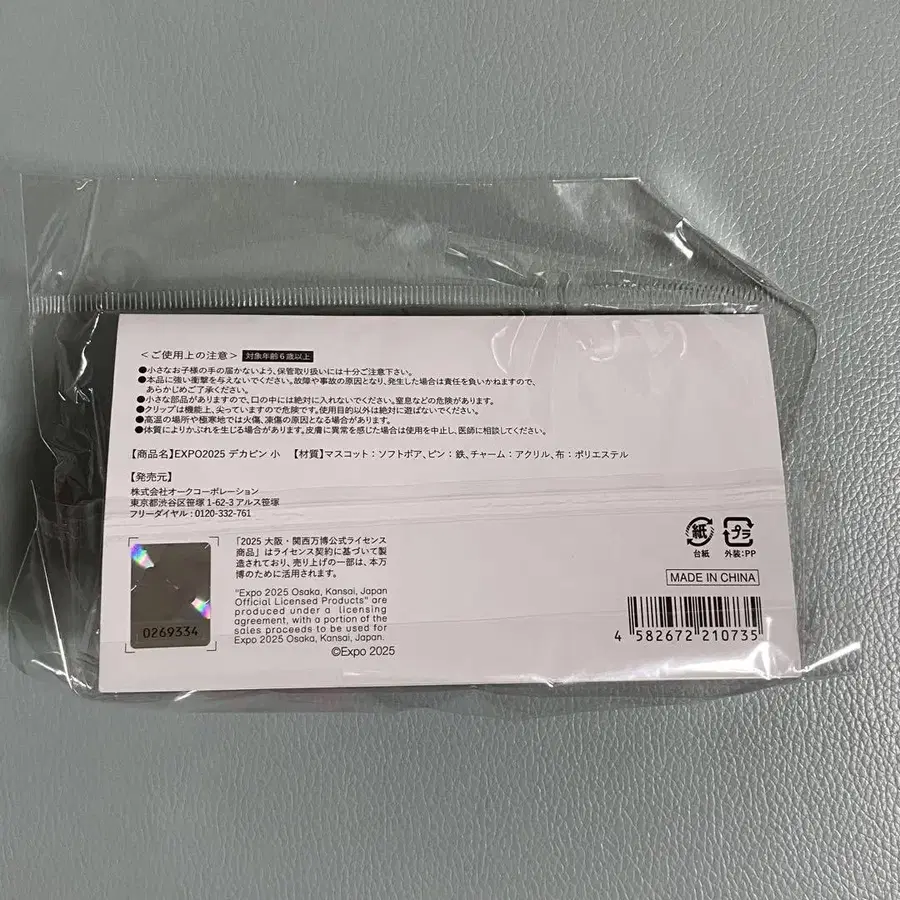 ＜ご使用上の注意＞ 対象年齢6歳以上
●小さなお子様の手の届かないよう、保管取り扱いには十分ご注意下さい。
●本品に強い衝撃を与えないでください。故障や事故の原因となり、発生した場合は責任を負いかねますので、
あらかじめご了承ください。
●小さな部品がありますので、口の中には絶対に入れないでください。窒息などの危険があります。
●クリップは機能上、尖っていますので危険です。使用目的以外は絶対に遊ばないでください。
●高温の場所や極寒地では火傷、凍傷の原因となる場合があります。
●体質によりかぶれを生じる場合があります。皮膚に異常を感じた場合は使用を中止し、医師に相談してください。
【商品名】EXPO2025 デカピン 小 【材質】マスコット：ソフトボア、ピン：鉄、チャーム：アクリル、布：ポリエステル
【発売元】
株式会社オークコーポレーション
東京都渋谷区笹塚 1-62-3 アルス笹塚
フリーダイヤル：0120-332-761
「2025 大阪・関西万博公式ライセンス
商品」はライセンス契約に基づいて製
造されており、売り上げの一部は、本万
博のために活用されます。
"Expo 2025 Osaka, Kansai, Japan
Official Licensed Products" are
produced under a licensing
agreement, with a portion of the
sales proceeds to be used for
Expo 2025 Osaka, Kansai, Japan.
©Expo 2025
0269334
紙 プラ
台紙 外装：PP
MADE IN CHINA
4 582672 210735